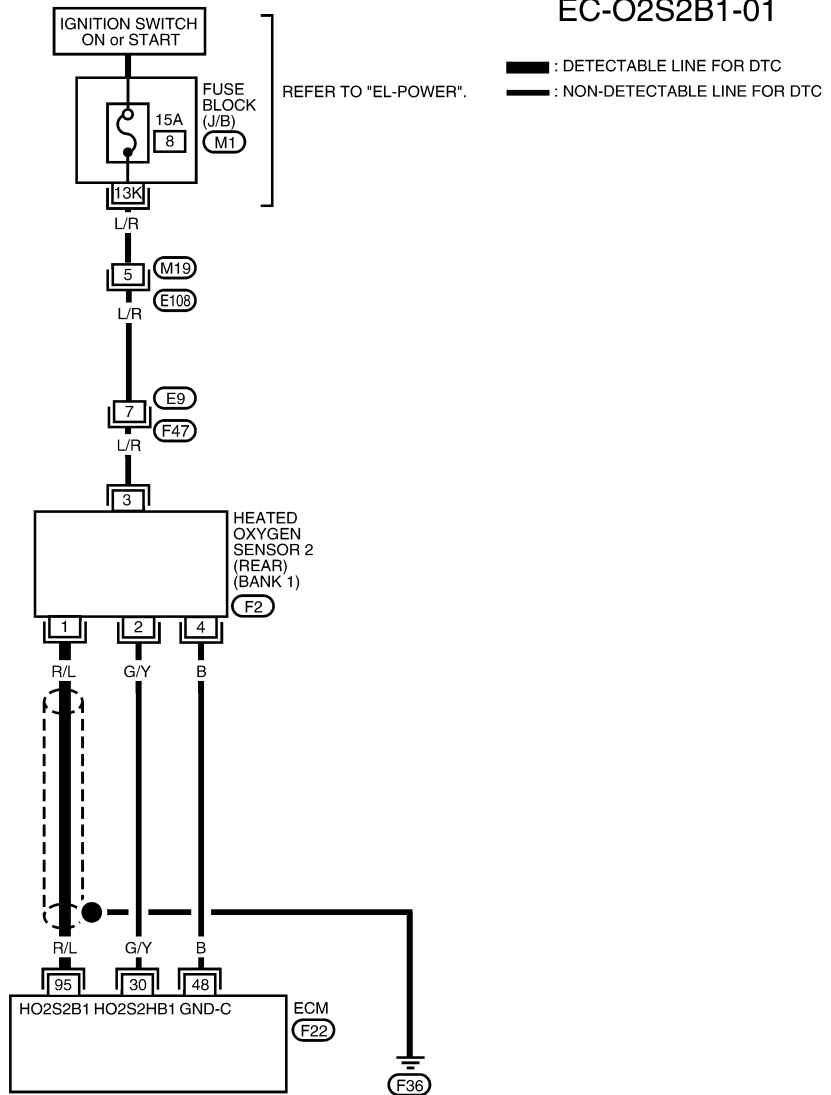 EC-O2S2B1-01
IGNITION SWITCH
ON or START
: DETECTABLE LINE FOR DTC
: NON-DETECTABLE LINE FOR DTC
REFER TO "EL-POWER".
FUSE
BLOCK
(J/B)
M1
15A
8
13K
L/R
5
M19
E108
L/R
7
E9
F47
L/R
3
HEATED
OXYGEN
SENSOR 2
(REAR)
(BANK 1)
F2
1 2 4
R/L G/Y B
R/L G/Y B
95 30 48
HO2S2B1 HO2S2HB1 GND-C
ECM
F22
F36